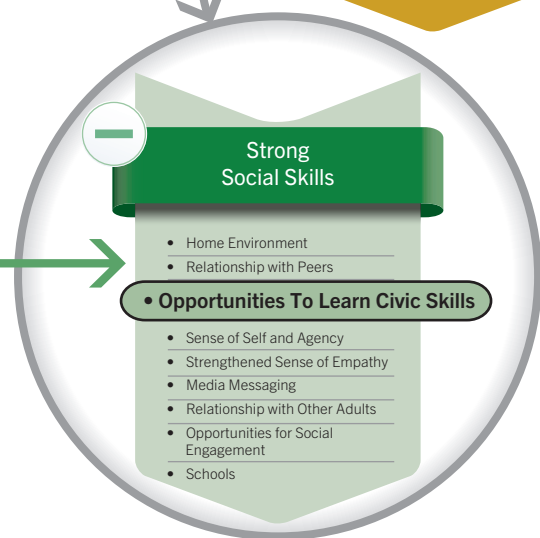 Strong
Social Skills
• Home Environment
• Relationship with Peers
• Opportunities To Learn Civic Skills
• Sense of Self and Agency
• Strengthened Sense of Empathy
• Media Messaging
• Relationship with Other Adults
• Opportunities for Social
Engagement
• Schools